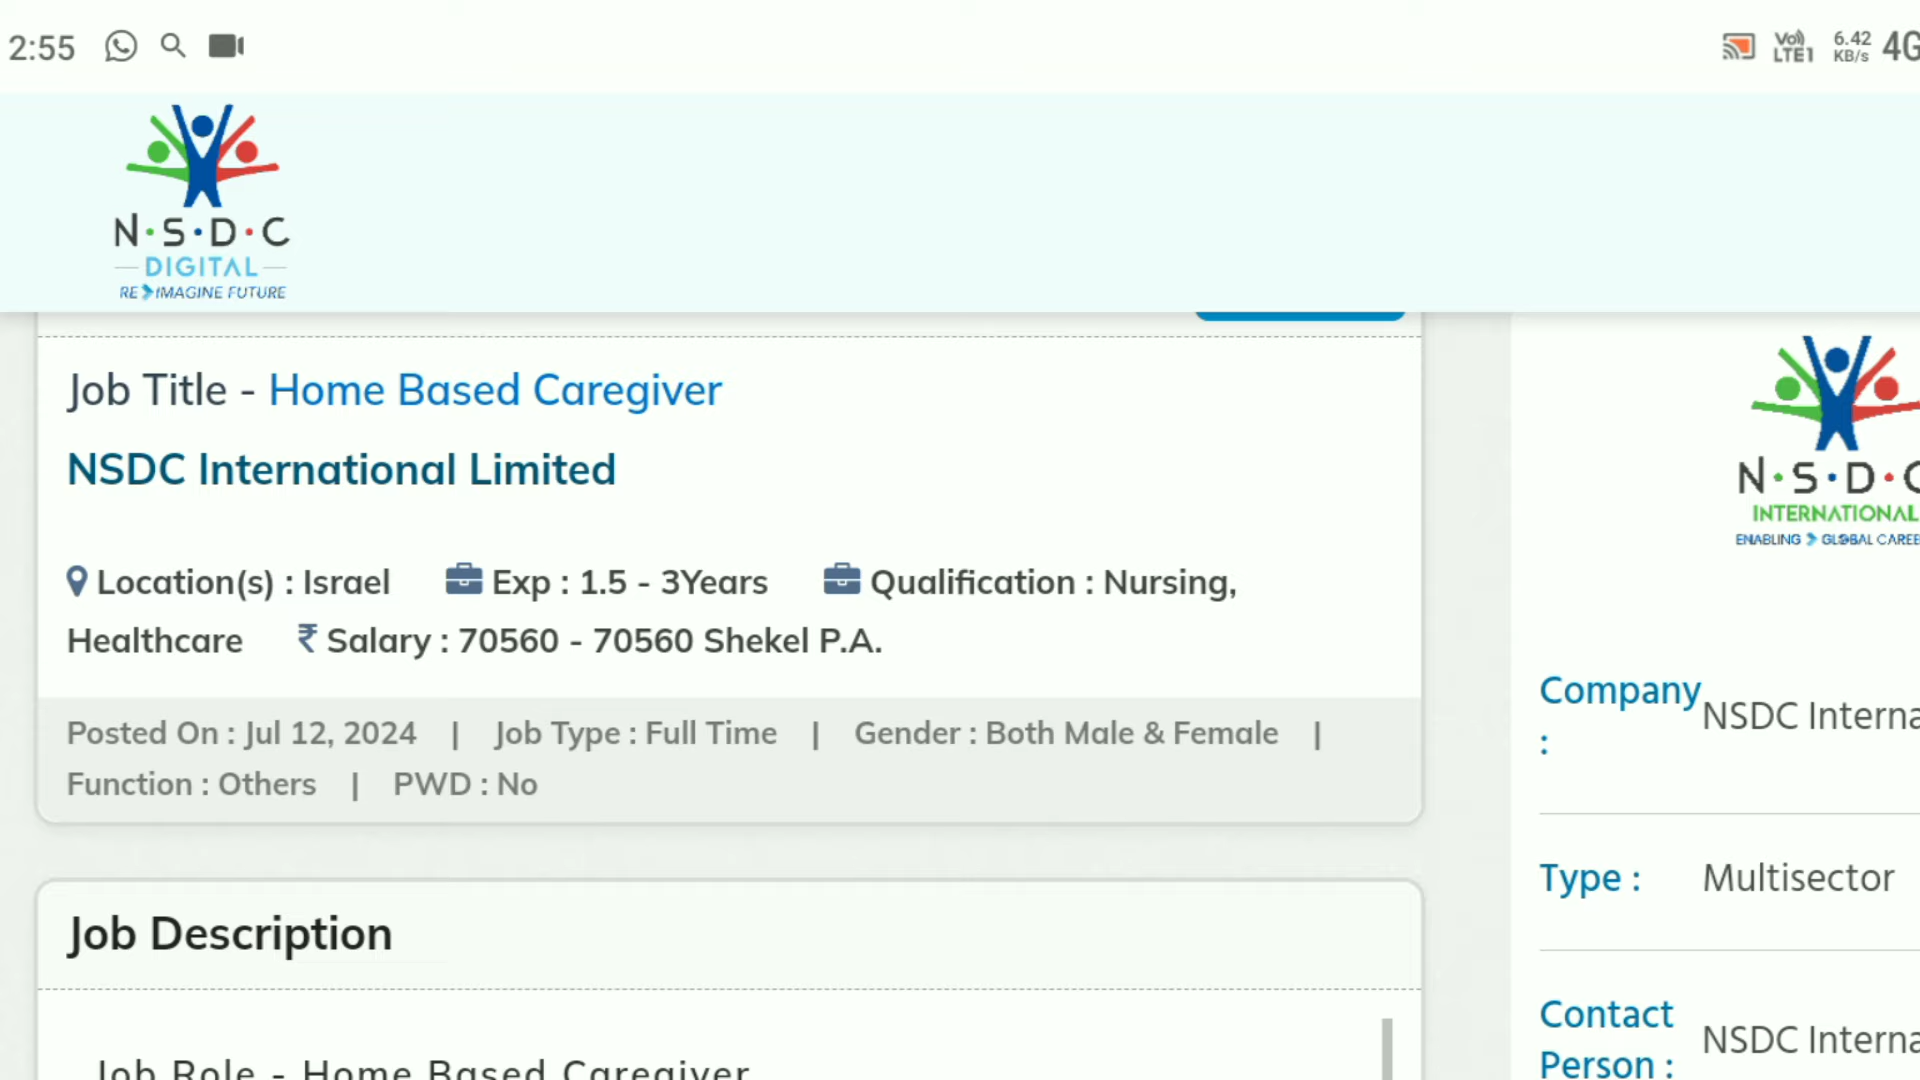 2:55
Vo)) LTE1
6.42 KB/s
4G
N·S·D·C
DIGITAL
RE IMAGINE FUTURE
Job Title - Home Based Caregiver
NSDC International Limited
Location(s) : Israel Exp : 1.5 - 3Years Qualification : Nursing,
Healthcare ₹ Salary : 70560 - 70560 Shekel P.A.
Posted On : Jul 12, 2024 | Job Type : Full Time | Gender : Both Male & Female |
Function : Others | PWD : No
Job Description
Job Role - Home Based Caregiver
N·S·D·C
INTERNATIONAL
ENABLING GLOBAL CAREE
Company : NSDC Interna
Type : Multisector
Contact Person : NSDC Interna